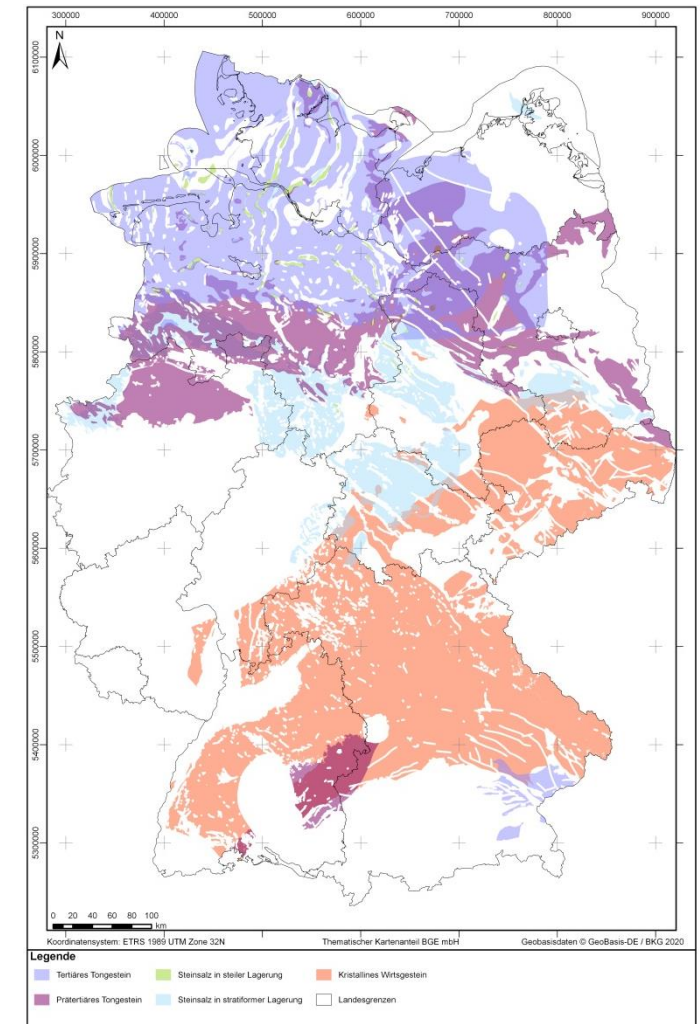 300000 400000 500000 600000 700000 800000 900000
N
6100000
6000000
5900000
5800000
5700000
5600000
5500000
5400000
5300000
0 20 40 60 80 100
km
Koordinatensystem: ETRS 1989 UTM Zone 32N Thematischer Kartenanteil BGE mbH Geobasisdaten © GeoBasis-DE / BKG 2020
Legende
Tertiäres Tongestein Steinsalz in steiler Lagerung Kristallines Wirtsgestein
Prätertiäres Tongestein Steinsalz in stratiformer Lagerung Landesgrenzen